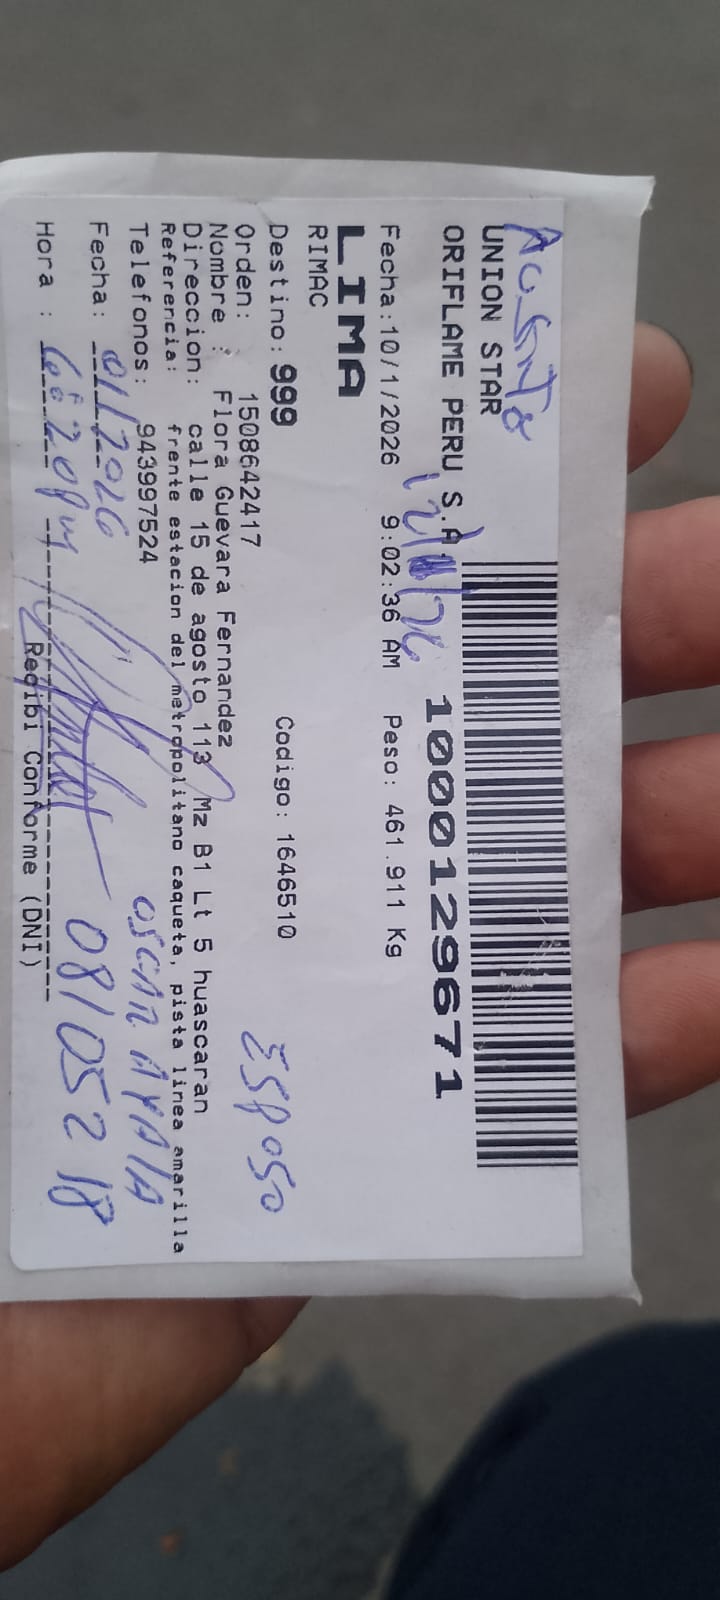 Ausente
UNION STAR
ORIFLAME PERU S.A.
1000129671
Fecha:10/1/2026 9:02:36 AM Peso: 461.911 Kg
LIMA
RIMAC
Destino: 999 Codigo: 1646510
Orden: 1508642417
Esposo
Nombre : Flora Guevara Fernandez
Direccion: calle 15 de agosto 113 Mz B1 Lt 5 huascaran
Referencia: frente estacion del metropolitano caqueta, pista linea amarilla
Telefonos: 943997524
OSCAR AYALA
Fecha:
Hora : 6:20pm
Recibi Conforme (DNI)